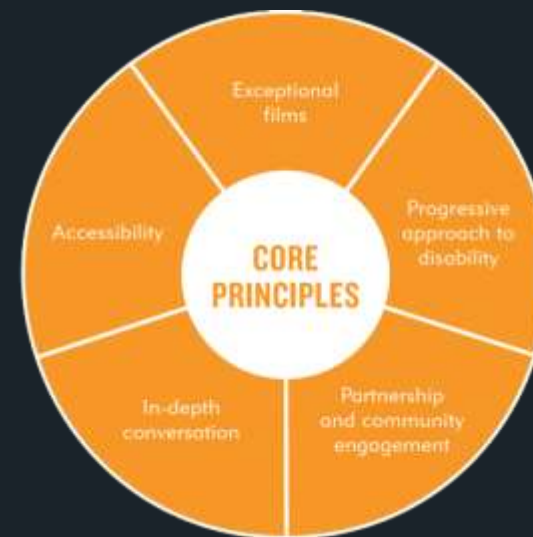 Exceptional
films
Progressive
approach to
disability
Partnership
and community
engagement
In-depth
conversation
Accessibility
CORE
PRINCIPLES